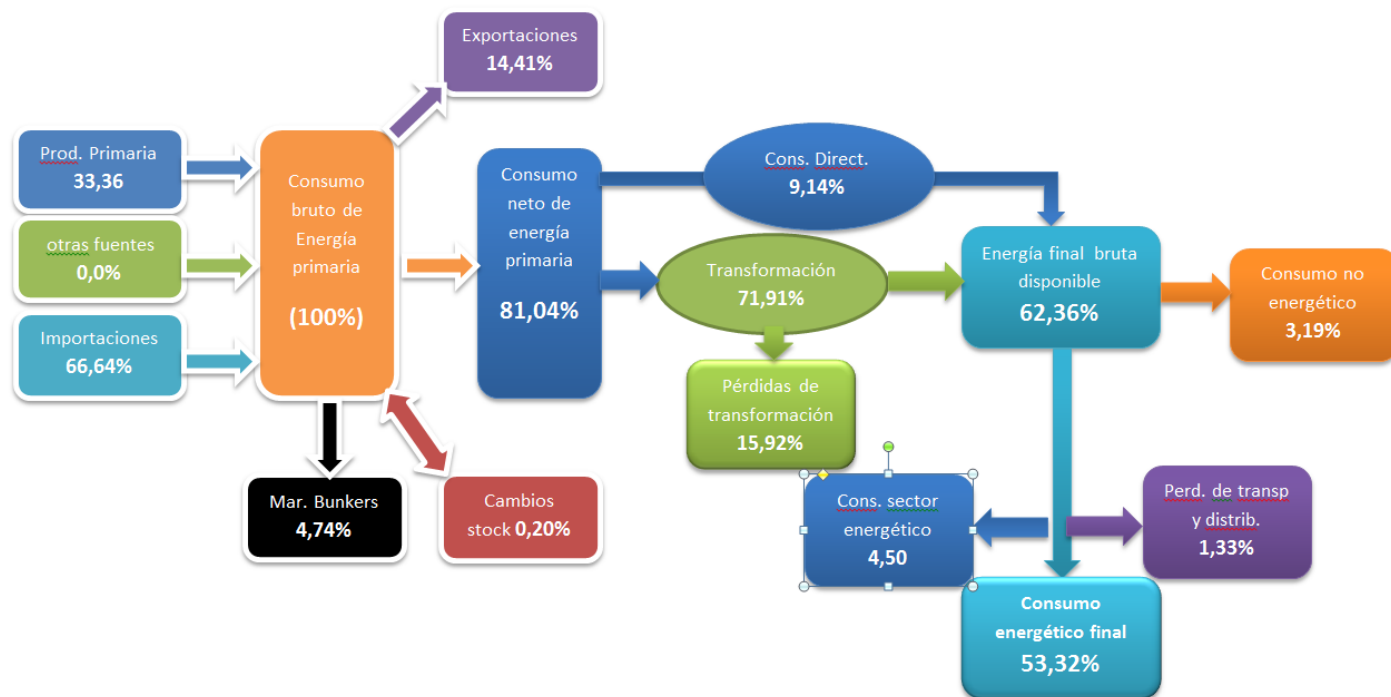 Exportaciones
14,41%
Prod. Primaria
33,36
otras fuentes
0,0%
Importaciones
66,64%
Consumo
bruto de
Energía
primaria
(100%)
Mar. Bunkers
4,74%
Cambios
stock 0,20%
Consumo
neto de
energía
primaria
81,04%
Cons. Direct.
9,14%
Transformación
71,91%
Pérdidas de
transformación
15,92%
Energía final bruta
disponible
62,36%
Consumo no
energético
3,19%
Cons. sector
energético
4,50
Perd. de transp
y distrib.
1,33%
Consumo
energético final
53,32%